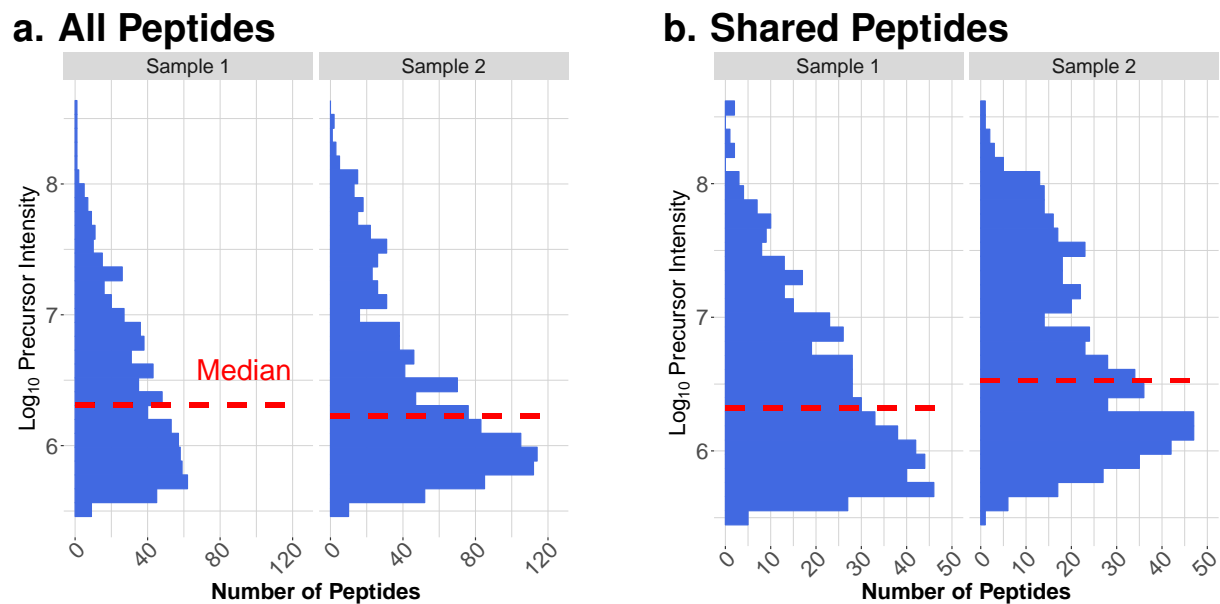 a. All Peptides
Sample 1
Sample 2
Log10 Precursor Intensity
8
7
6
Median
0
40
80
120
0
40
80
120
Number of Peptides
b. Shared Peptides
Sample 1
Sample 2
Log10 Precursor Intensity
8
7
6
0
10
20
30
40
50
0
10
20
30
40
50
Number of Peptides